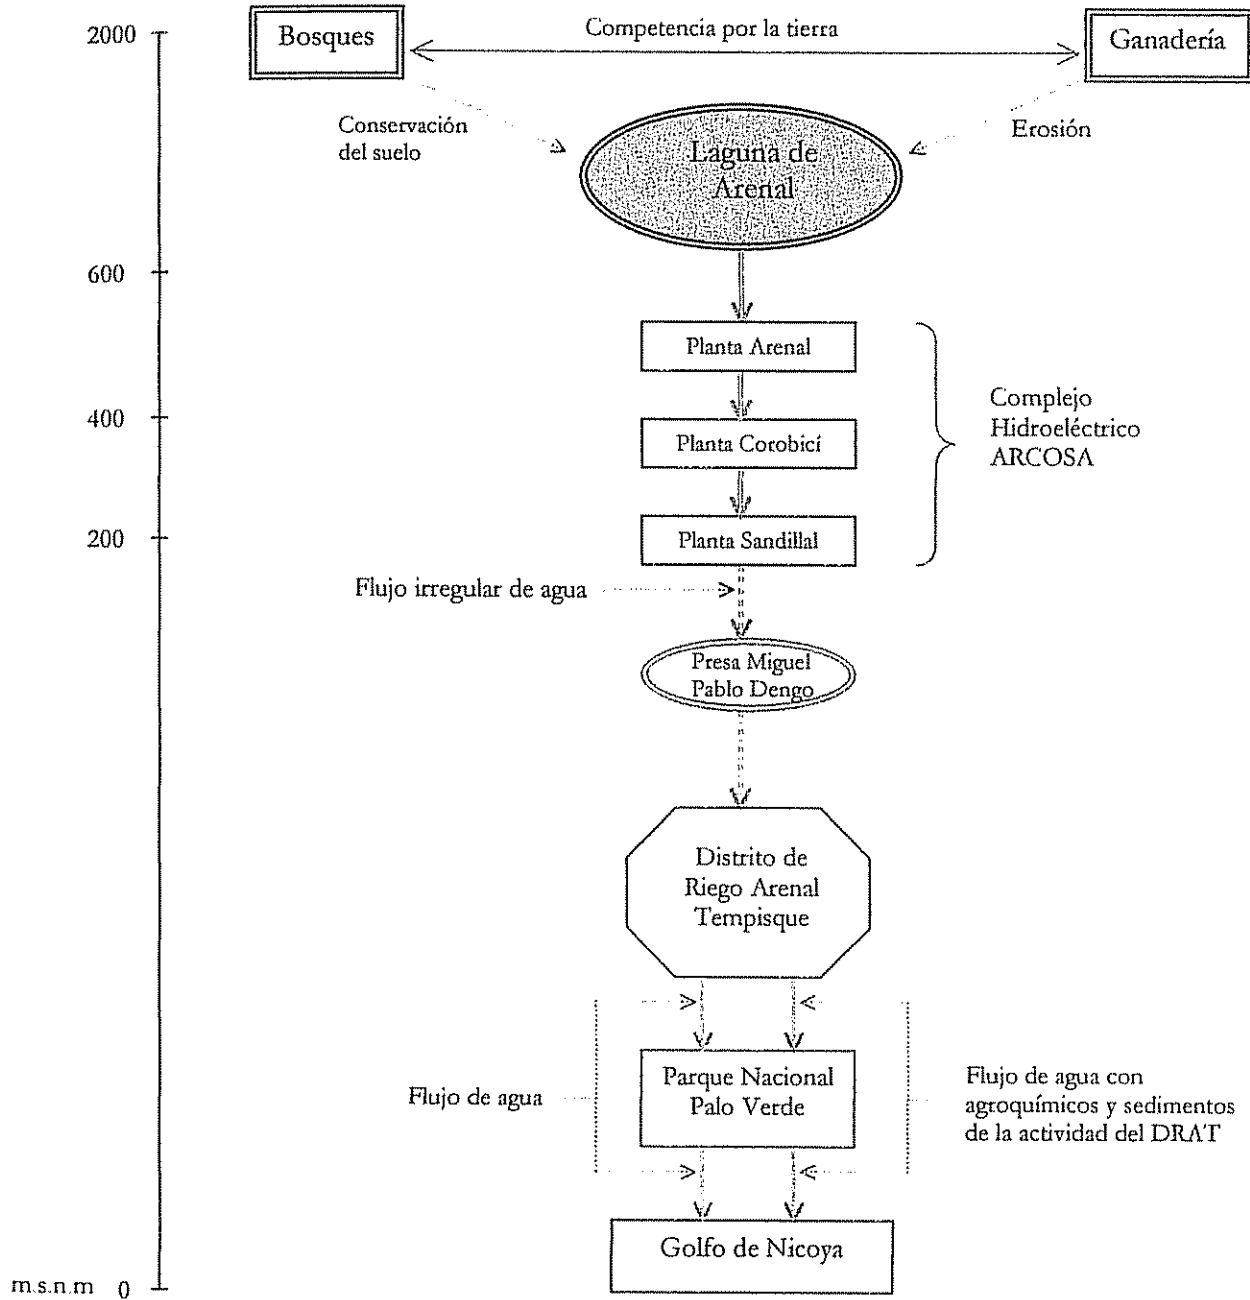 2000
Bosques
Competencia por la tierra
Ganadería
Conservación
del suelo
Erosión
Laguna de
Arenal
600
Planta Arenal
400
Planta Corobicí
Complejo
Hidroeléctrico
ARCOSA
200
Planta Sandillal
Flujo irregular de agua
Presa Miguel
Pablo Dengo
Distrito de
Riego Arenal
Tempisque
Flujo de agua
Parque Nacional
Palo Verde
Flujo de agua con
agroquímicos y sedimentos
de la actividad del DRAT
Golfo de Nicoya
m.s.n.m 0